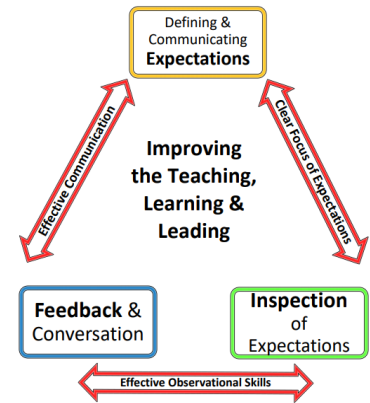 Defining &
Communicating
Expectations
Effective Communication
Clear Focus of Expectations
Improving
the Teaching,
Learning &
Leading
Feedback &
Conversation
Inspection
of
Expectations
Effective Observational Skills